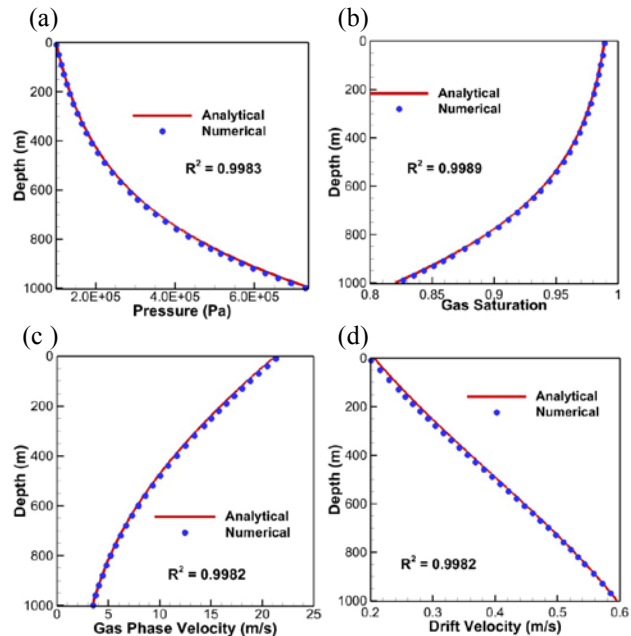 (a)
0
200
400
600
800
1000
Depth (m)
Analytical
Numerical
R² = 0.9983
2.0E+05 4.0E+05 6.0E+05
Pressure (Pa)
(b)
0
200
400
600
800
1000
Depth (m)
Analytical
Numerical
R² = 0.9989
0.8 0.85 0.9 0.95 1
Gas Saturation
(c)
0
200
400
600
800
1000
Depth (m)
Analytical
Numerical
R² = 0.9982
5 10 15 20 25
Gas Phase Velocity (m/s)
(d)
0
200
400
600
800
1000
Depth (m)
Analytical
Numerical
R² = 0.9982
0.2 0.3 0.4 0.5 0.6
Drift Velocity (m/s)